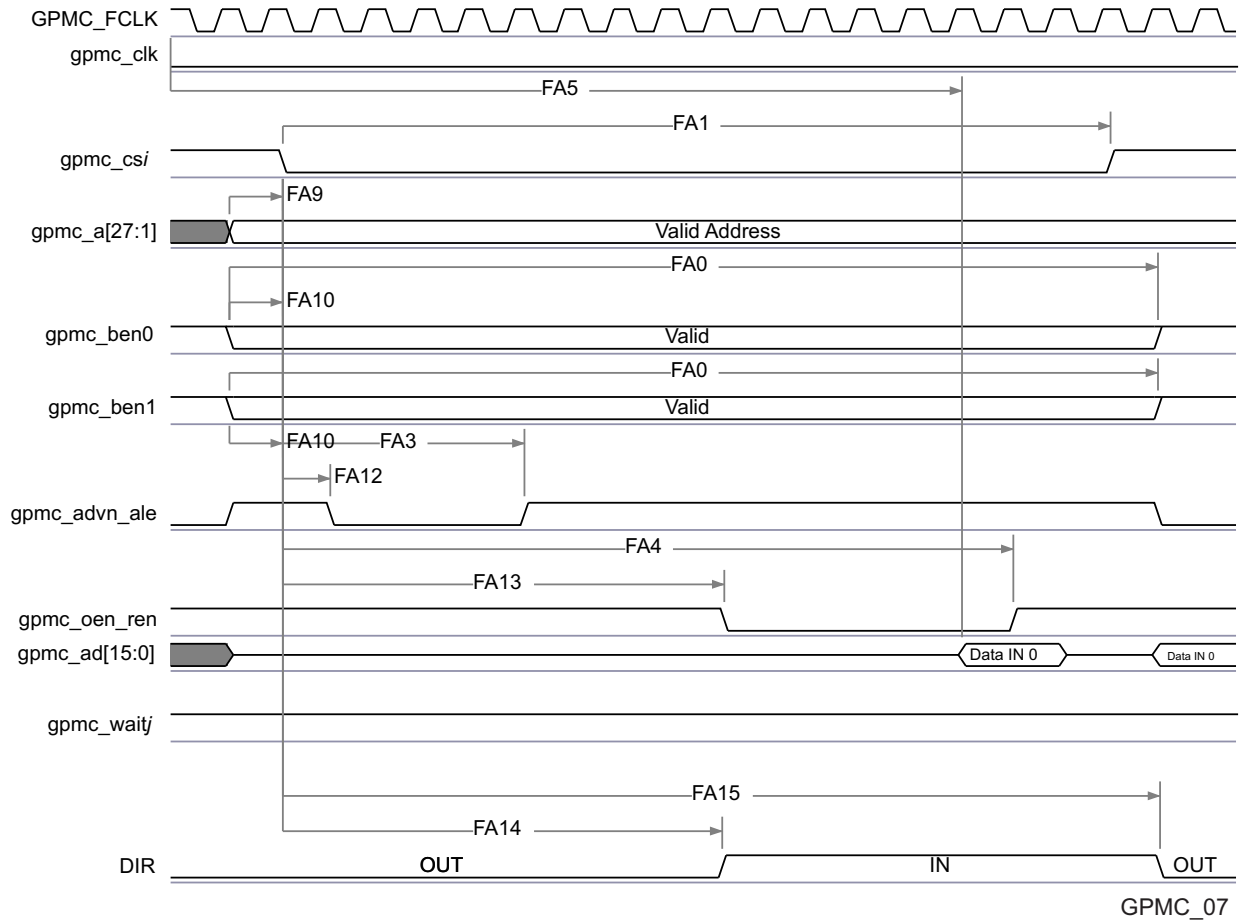 GPMC_FCLK
gpmc_clk
FA5
FA1
gpmc_csi
FA9
gpmc_a[27:1]
Valid Address
FA0
FA10
gpmc_ben0
Valid
FA0
gpmc_ben1
Valid
FA10
FA3
FA12
gpmc_advn_ale
FA4
FA13
gpmc_oen_ren
gpmc_ad[15:0]
Data IN 0
Data IN 0
gpmc_waitj
FA15
FA14
DIR
OUT
IN
OUT
GPMC_07